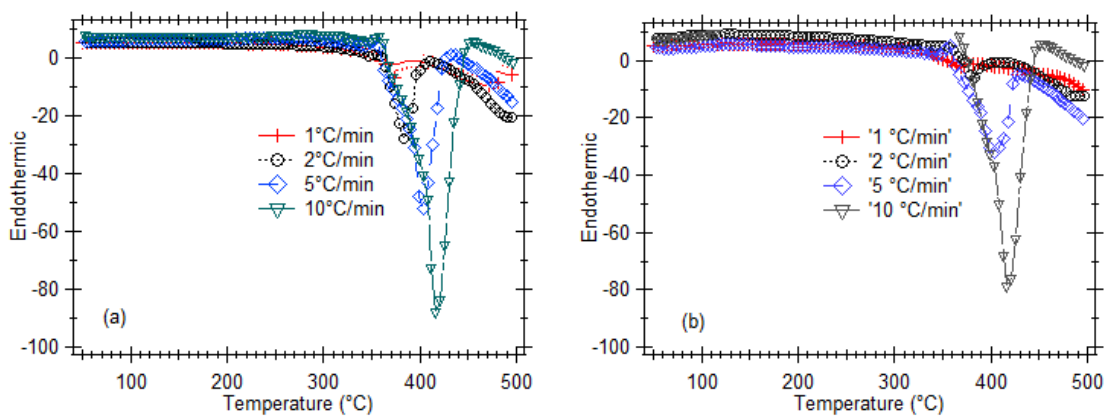 0
-20
-40
-60
-80
-100
Endothermic
1°C/min
2°C/min
5°C/min
10°C/min
(a)
100
200
300
400
500
Temperature (°C)
0
-20
-40
-60
-80
-100
Endothermic
'1 °C/min'
'2 °C/min'
'5 °C/min'
'10 °C/min'
(b)
100
200
300
400
500
Temperature (°C)